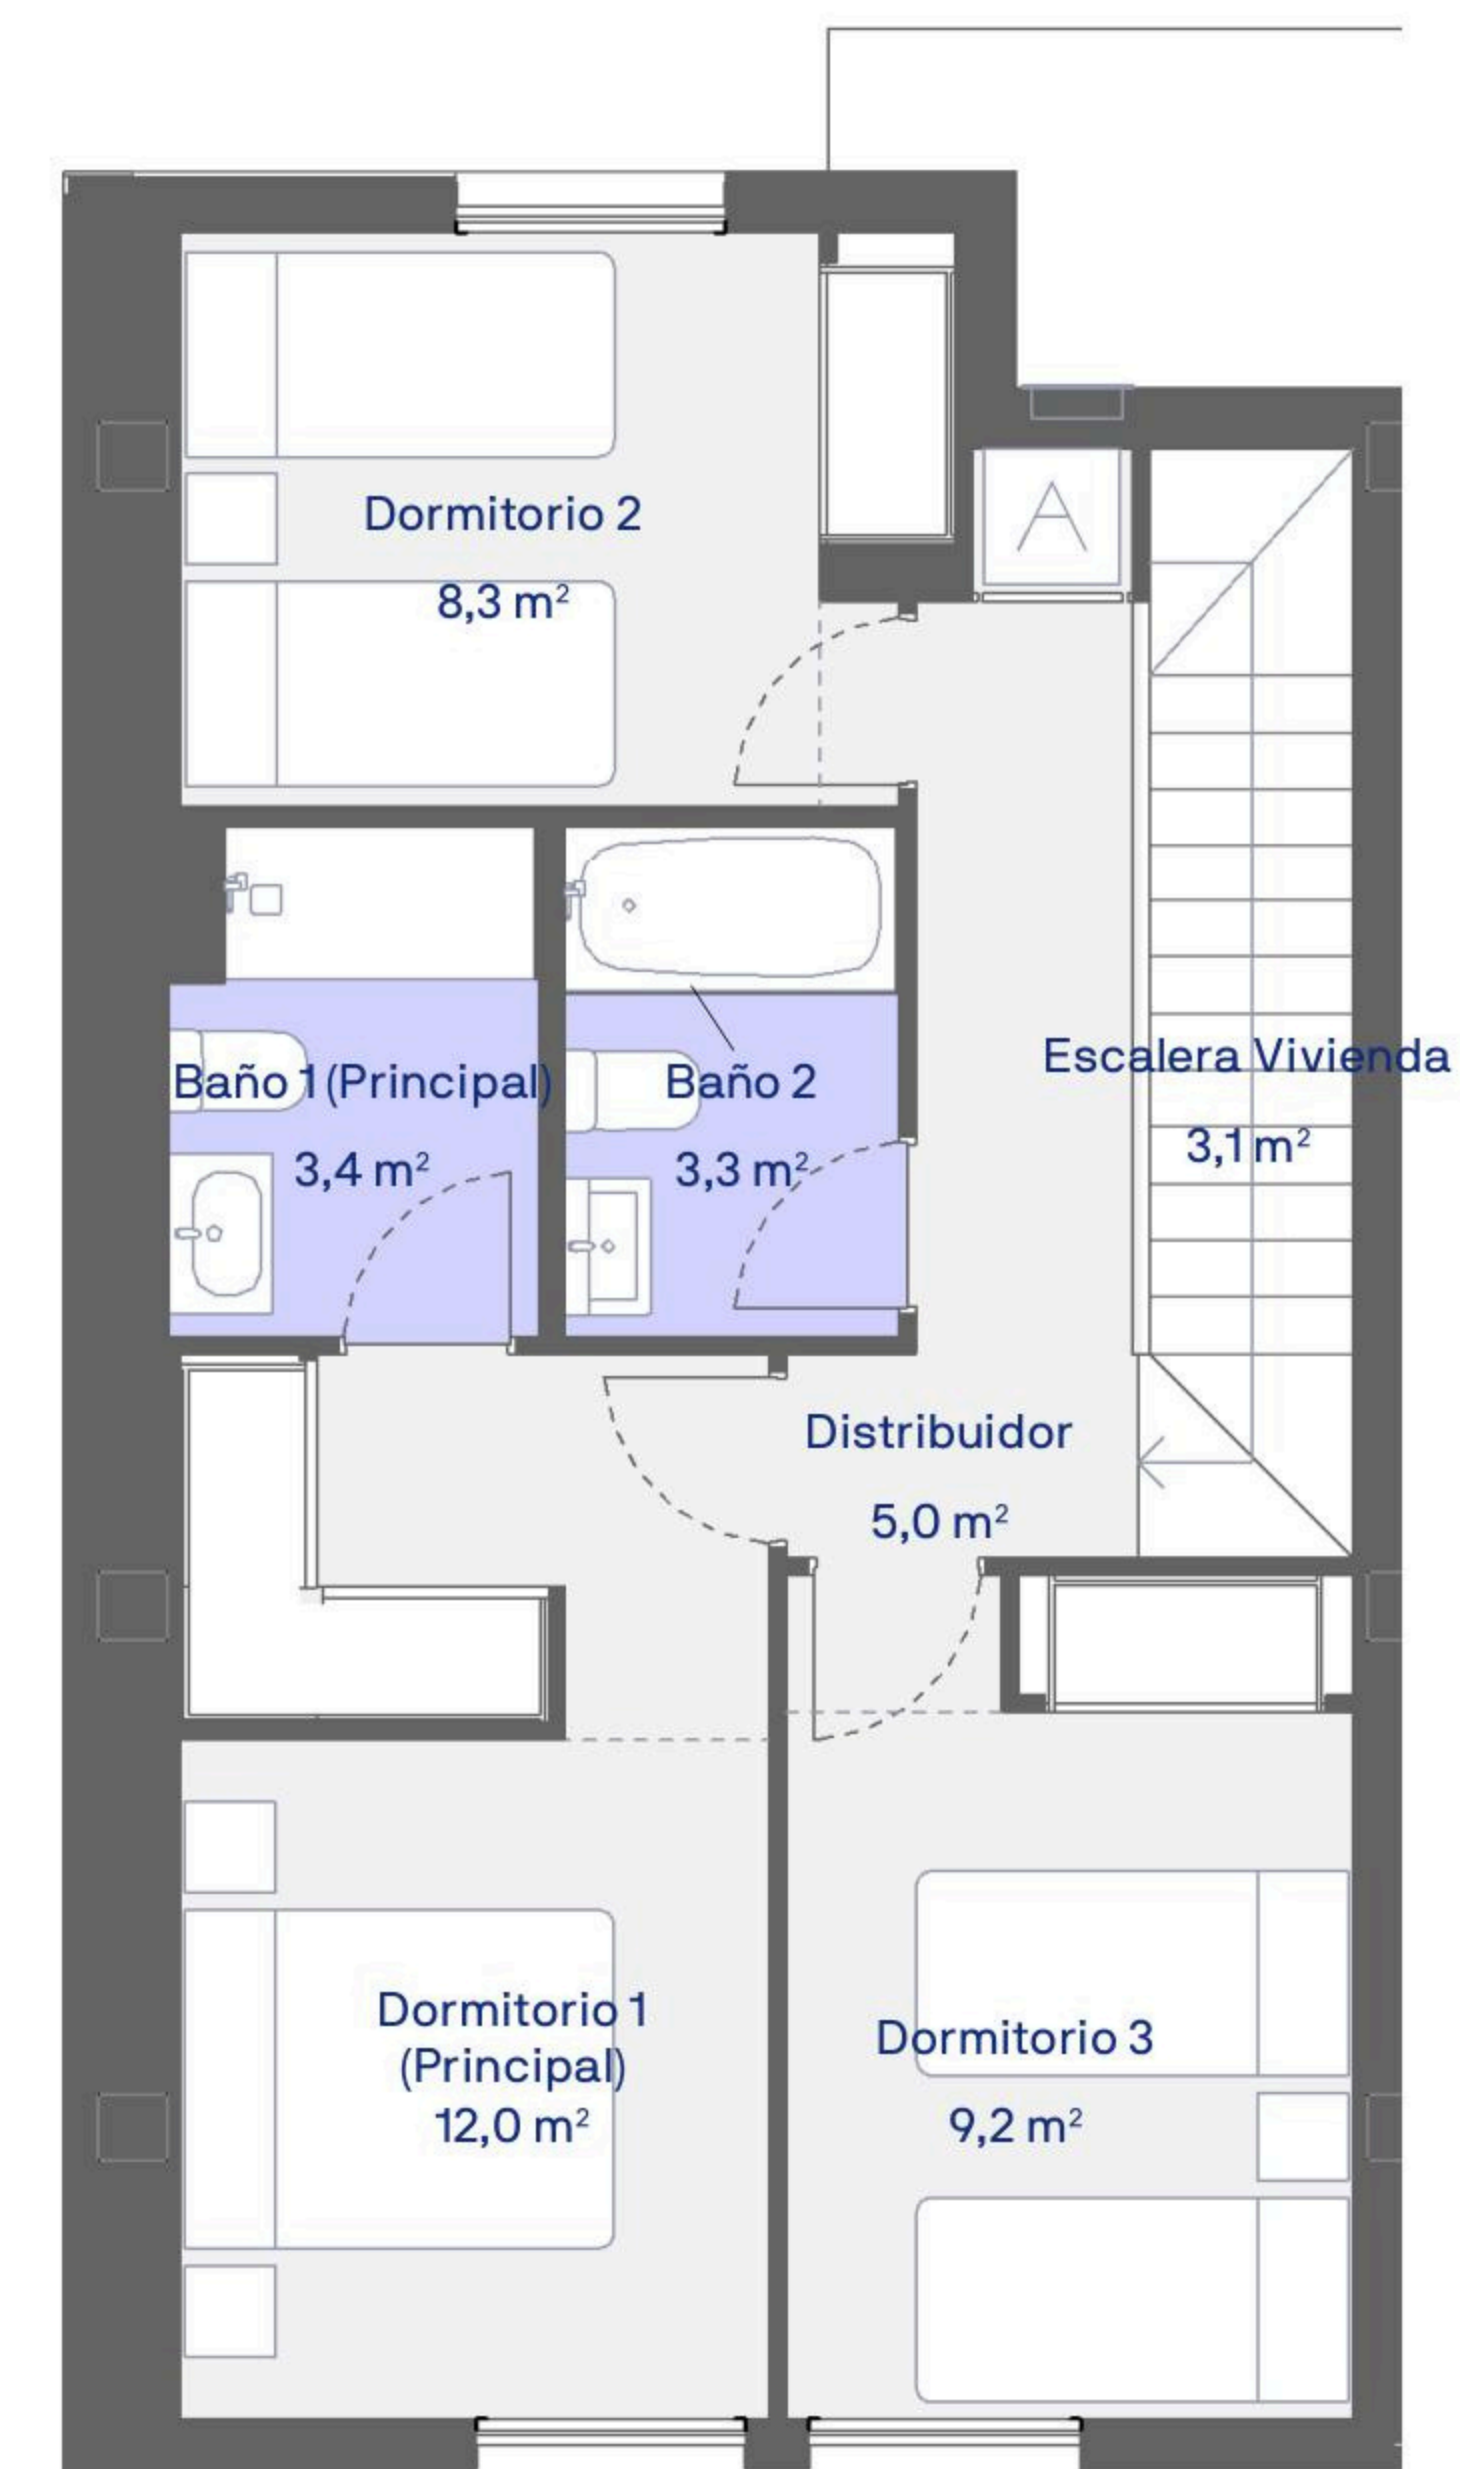 Dormitorio 2
8,3 m²
A
Baño 1 (Principal)
3,4 m²
Baño 2
3,3 m²
Escalera Vivienda
3,1 m²
Distribuidor
5,0 m²
Dormitorio 1
(Principal)
12,0 m²
Dormitorio 3
9,2 m²